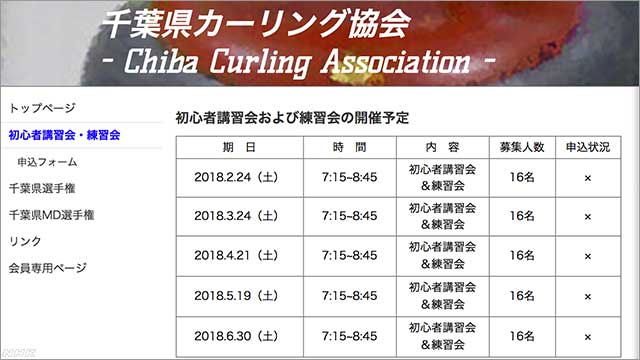 千葉県カーリング協会
- Chiba Curling Association -
トップページ
初心者講習会・練習会
申込フォーム
千葉県選手権
千葉県MD選手権
リンク
会員専用ページ
初心者講習会および練習会の開催予定
期 日 時 間 内 容 募集人数 申込状況
2018.2.24（土） 7:15~8:45 初心者講習会 16名 ×
＆練習会
2018.3.24（土） 7:15~8:45 初心者講習会 16名 ×
＆練習会
2018.4.21（土） 7:15~8:45 初心者講習会 16名 ×
＆練習会
2018.5.19（土） 7:15~8:45 初心者講習会 16名 ×
＆練習会
2018.6.30（土） 7:15~8:45 初心者講習会 16名 ×
＆練習会
NHK